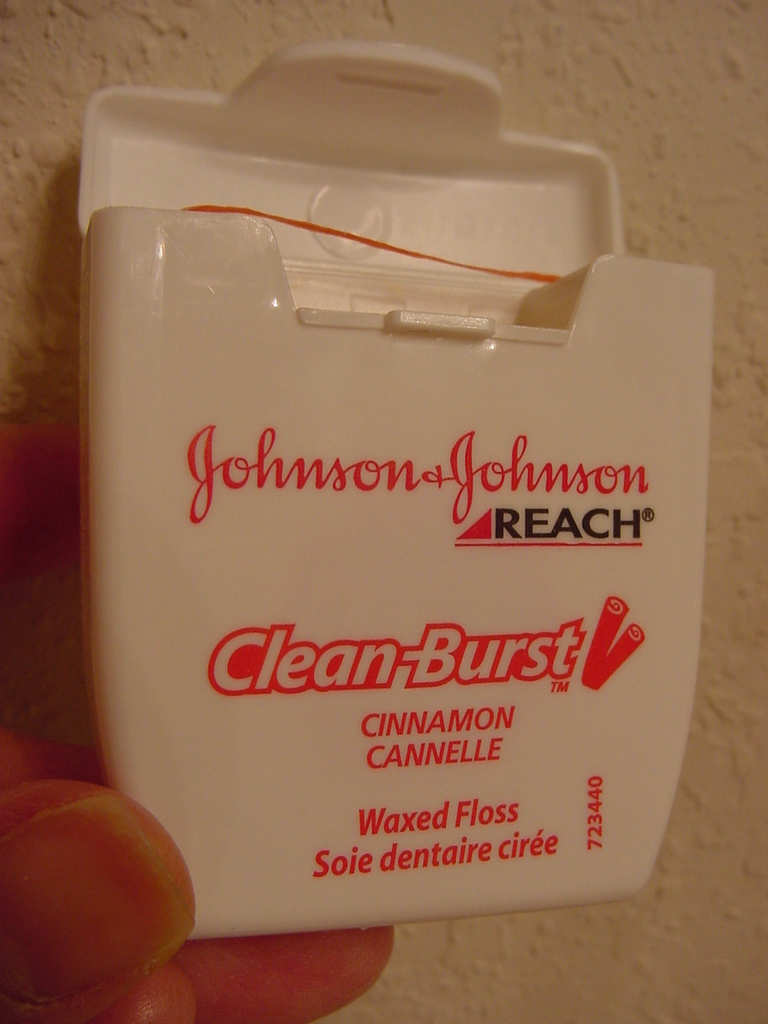 Johnson+Johnson
REACH®
Clean-Burst™
CINNAMON
CANNELLE
Waxed Floss
Soie dentaire cirée
723440